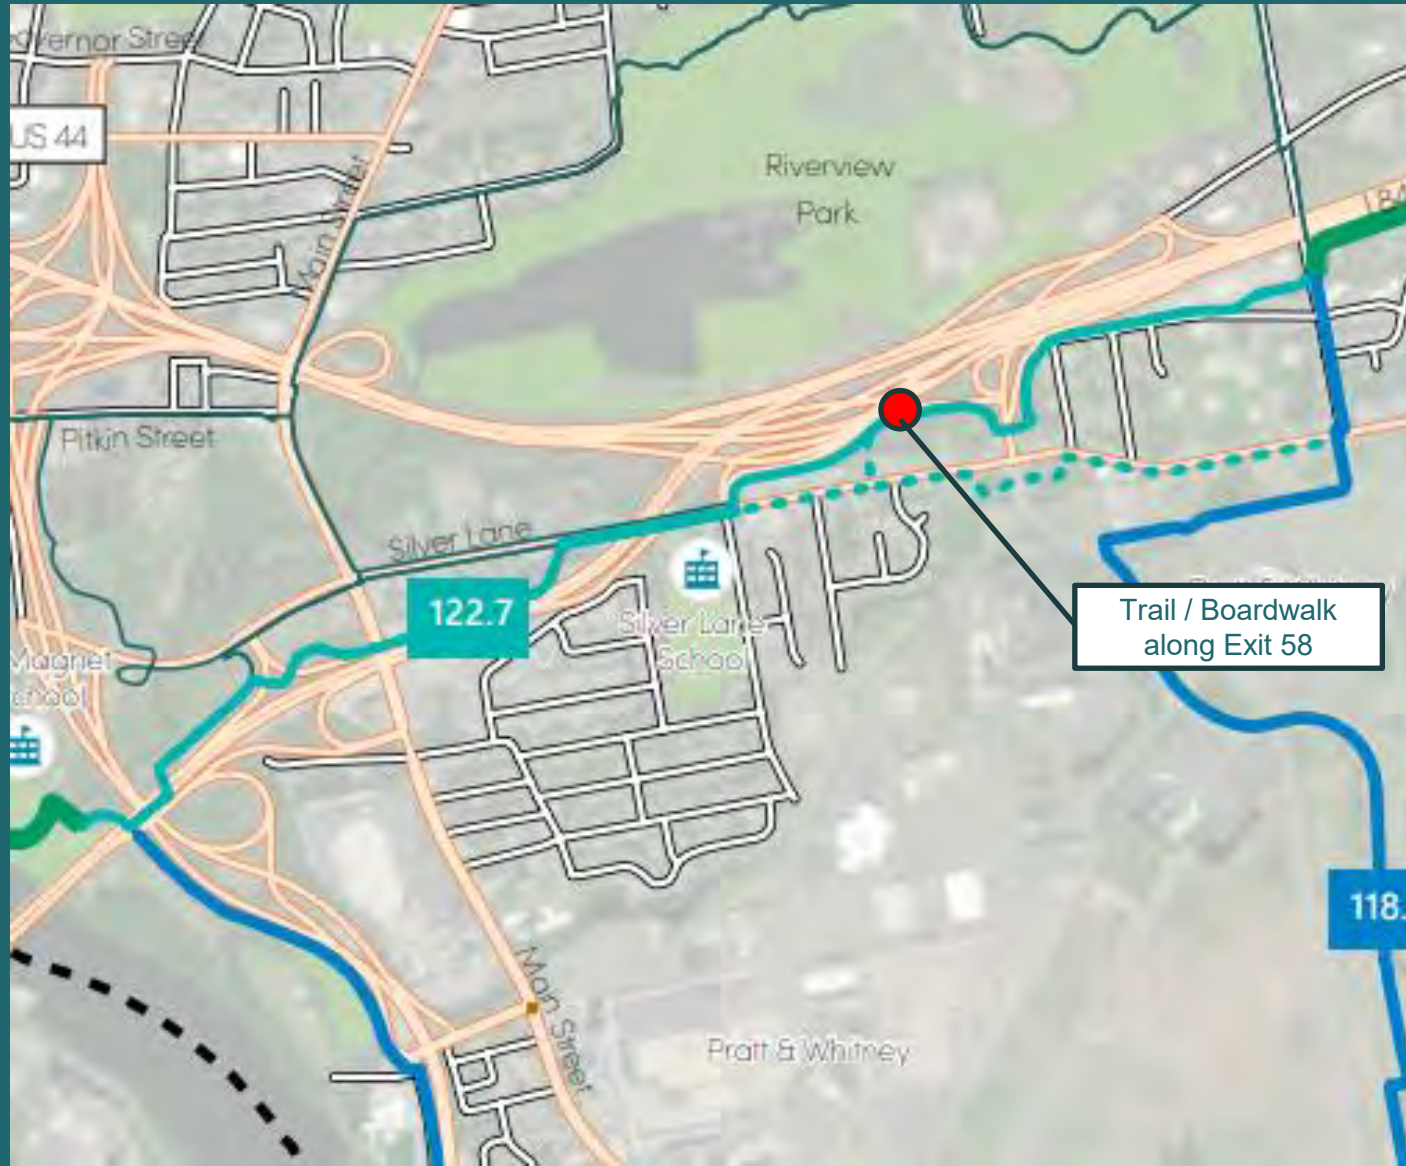 Governor Street
US 44
Main Street
Riverview
Park
I 84
Pitkin Street
Silver Lane
122.7
Silver Lane
School
Trail / Boardwalk
along Exit 58
Magnet
School
118.
Main Street
Pratt & Whitney